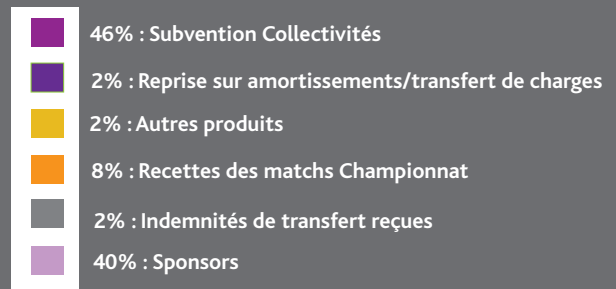 46% : Subvention Collectivités
2% : Reprise sur amortissements/transfert de charges
2% : Autres produits
8% : Recettes des matchs Championnat
2% : Indemnités de transfert reçues
40% : Sponsors